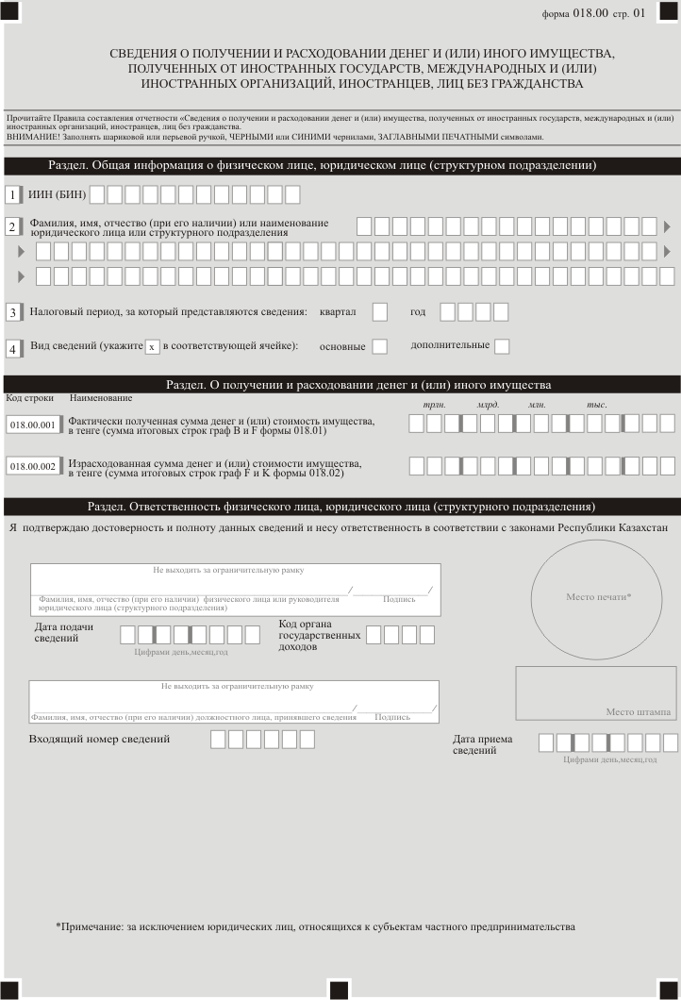 форма 018.00 стр. 01
СВЕДЕНИЯ О ПОЛУЧЕНИИ И РАСХОДОВАНИИ ДЕНЕГ И (ИЛИ) ИНОГО ИМУЩЕСТВА,
ПОЛУЧЕННЫХ ОТ ИНОСТРАННЫХ ГОСУДАРСТВ, МЕЖДУНАРОДНЫХ И (ИЛИ)
ИНОСТРАННЫХ ОРГАНИЗАЦИЙ, ИНОСТРАНЦЕВ, ЛИЦ БЕЗ ГРАЖДАНСТВА
Прочитайте Правила составления отчетности «Сведения о получении и расходовании денег и (или) имущества, полученных от иностранных государств, международных и (или)
иностранных организаций, иностранцев, лиц без гражданства.
ВНИМАНИЕ! Заполнять шариковой или перьевой ручкой, ЧЕРНЫМИ или СИНИМИ чернилами, ЗАГЛАВНЫМИ ПЕЧАТНЫМИ символами.
Раздел. Общая информация о физическом лице, юридическом лице (структурном подразделении)
1 ИИН (БИН)
2 Фамилия, имя, отчество (при его наличии) или наименование
юридического лица или структурного подразделения
3 Налоговый период, за который представляются сведения: квартал год
4 Вид сведений (укажите x в соответствующей ячейке): основные дополнительные
Раздел. О получении и расходовании денег и (или) иного имущества
Код строки Наименование
трлн. млрд. млн. тыс.
018.00.001 Фактически полученная сумма денег и (или) стоимость имущества,
в тенге (сумма итоговых строк граф B и F формы 018.01)
018.00.002 Израсходованная сумма денег и (или) стоимости имущества,
в тенге (сумма итоговых строк граф F и K формы 018.02)
Раздел. Ответственность физического лица, юридического лица (структурного подразделения)
Я подтверждаю достоверность и полноту данных сведений и несу ответственность в соответствии с законами Республики Казахстан
Не выходить за ограничительную рамку
/ /
Фамилия, имя, отчество (при его наличии) физического лица или руководителя Подпись
юридического лица (структурного подразделения)
Место печати*
Дата подачи
сведений
Цифрами день,месяц,год
Код органа
государственных
доходов
Не выходить за ограничительную рамку
/ /
Фамилия, имя, отчество (при его наличии) должностного лица, принявшего сведения Подпись
Место штампа
Входящий номер сведений
Дата приема
сведений
Цифрами день,месяц,год
*Примечание: за исключением юридических лиц, относящихся к субъектам частного предпринимательства